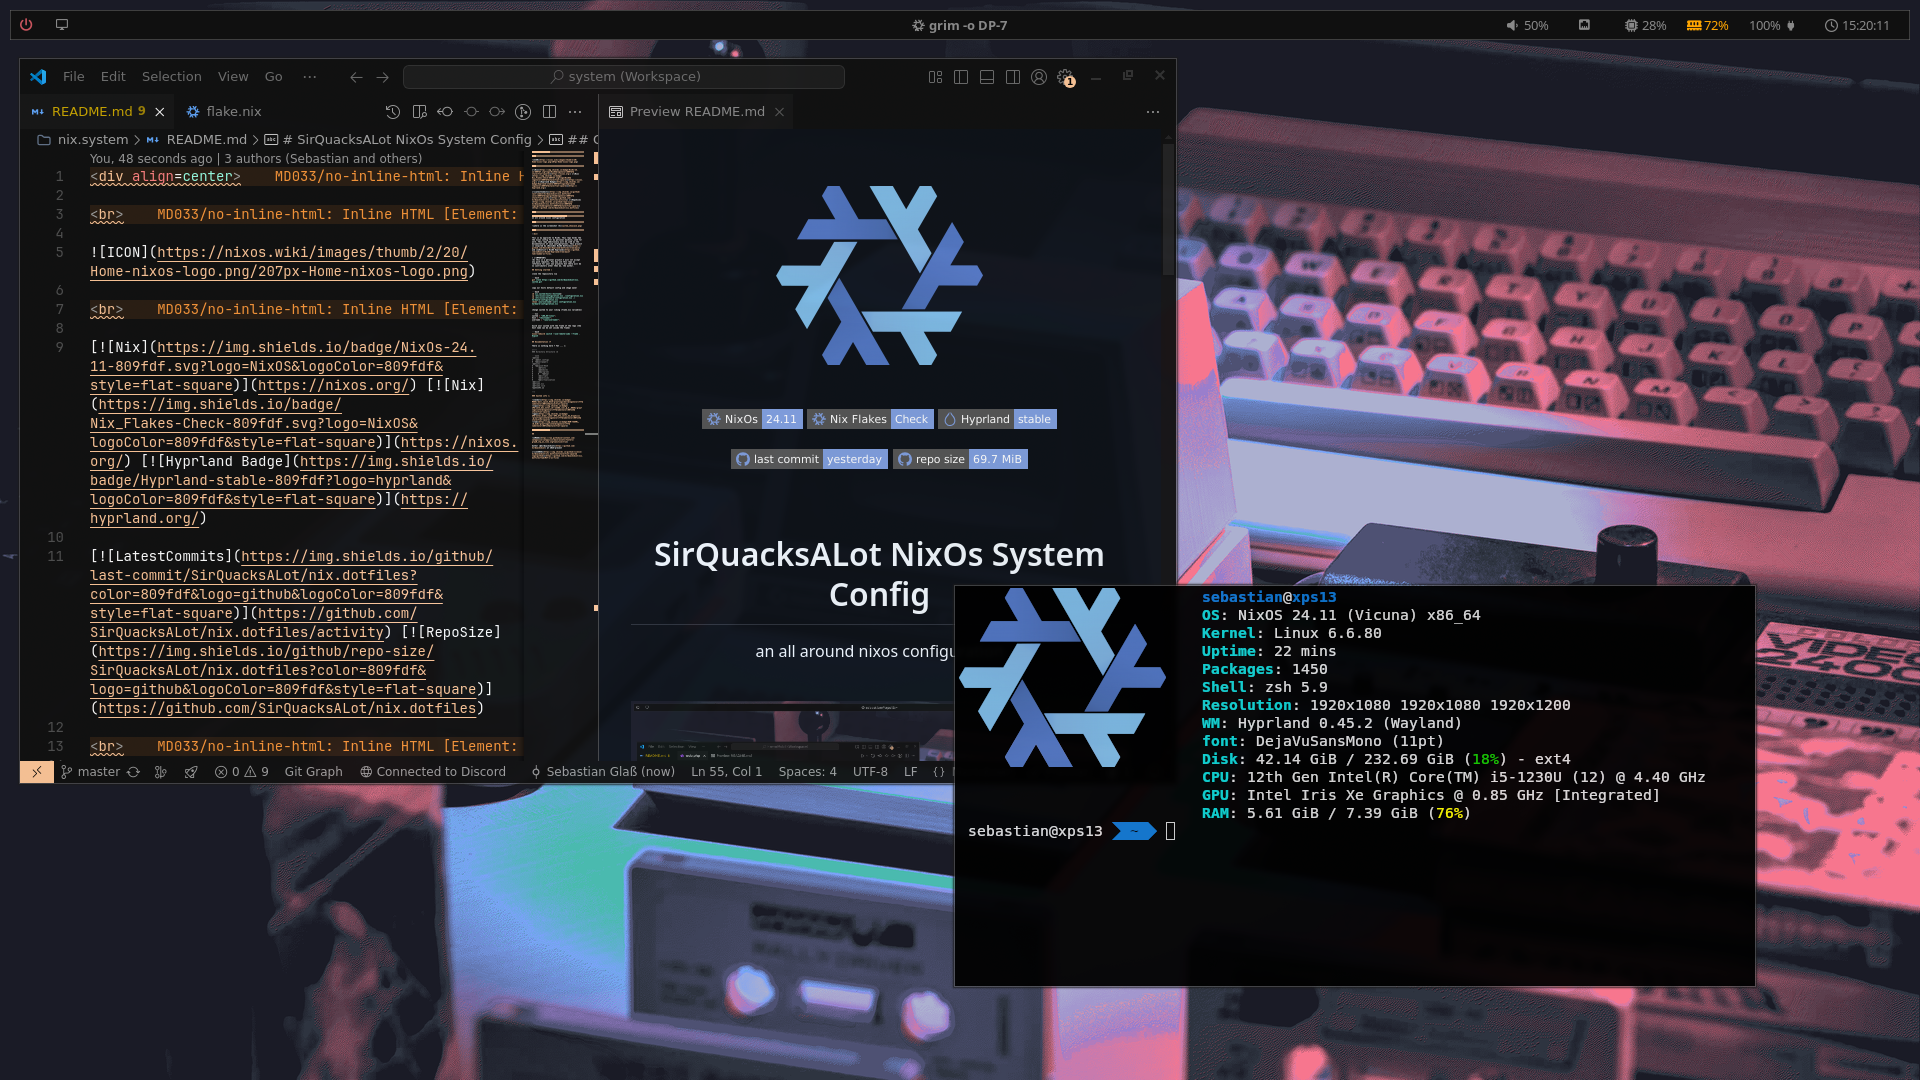 grim -o DP-7
50%
28%
72%
100%
15:20:11
File Edit Selection View Go ···
system (Workspace)
1
README.md 9
flake.nix
Preview README.md
nix.system > README.md > # SirQuacksALot NixOs System Config > ##
You, 48 seconds ago | 3 authors (Sebastian and others)
1 <div align=center> MD033/no-inline-html: Inline
2
3 <br> MD033/no-inline-html: Inline HTML [Element:
4
5 ![ICON](https://nixos.wiki/images/thumb/2/20/
Home-nixos-logo.png/207px-Home-nixos-logo.png)
6
7 <br> MD033/no-inline-html: Inline HTML [Element:
8
9 [![Nix](https://img.shields.io/badge/NixOs-24.
11-809fdf.svg?logo=NixOS&logoColor=809fdf&
style=flat-square)](https://nixos.org/) [![Nix]
(https://img.shields.io/badge/
Nix_Flakes-Check-809fdf.svg?logo=NixOS&
logoColor=809fdf&style=flat-square)](https://nixos.
org/) [![Hyprland Badge](https://img.shields.io/
badge/Hyprland-stable-809fdf?logo=hyprland&
logoColor=809fdf&style=flat-square)](https://
hyprland.org/)
10
11 [![LatestCommits](https://img.shields.io/github/
last-commit/SirQuacksALot/nix.dotfiles?
color=809fdf&logo=github&logoColor=809fdf&
style=flat-square)](https://github.com/
SirQuacksALot/nix.dotfiles/activity) [![RepoSize]
(https://img.shields.io/github/repo-size/
SirQuacksALot/nix.dotfiles?color=809fdf&
logo=github&logoColor=809fdf&style=flat-square)]
(https://github.com/SirQuacksALot/nix.dotfiles)
12
13 <br> MD033/no-inline-html: Inline HTML [Element:
NixOs 24.11 Nix Flakes Check Hyprland stable
last commit yesterday repo size 69.7 MiB
SirQuacksALot NixOs System
Config
an all around nixos
master 0 9 Git Graph Connected to Discord Sebastian Glaß (now) Ln 55, Col 1 Spaces: 4 UTF-8 LF {}
sebastian@xps13
OS: NixOS 24.11 (Vicuna) x86_64
Kernel: Linux 6.6.80
Uptime: 22 mins
Packages: 1450
Shell: zsh 5.9
Resolution: 1920x1080 1920x1080 1920x1200
WM: Hyprland 0.45.2 (Wayland)
font: DejaVuSansMono (11pt)
Disk: 42.14 GiB / 232.69 GiB (18%) - ext4
CPU: 12th Gen Intel(R) Core(TM) i5-1230U (12) @ 4.40 GHz
GPU: Intel Iris Xe Graphics @ 0.85 GHz [Integrated]
RAM: 5.61 GiB / 7.39 GiB (76%)
sebastian@xps13 ~